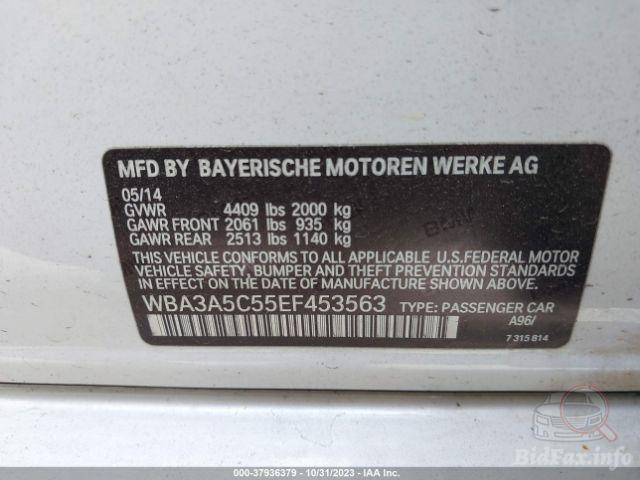 MFD BY BAYERISCHE MOTOREN WERKE AG
05/14
GVWR 4409 lbs 2000 kg
GAWR FRONT 2061 lbs 935 kg
GAWR REAR 2513 lbs 1140 kg
BMW
THIS VEHICLE CONFORMS TO ALL APPLICABLE U.S.FEDERAL MOTOR
VEHICLE SAFETY, BUMPER AND THEFT PREVENTION STANDARDS
IN EFFECT ON THE DATE OF MANUFACTURE SHOWN ABOVE.
WBA3A5C55EF453563 TYPE: PASSENGER CAR
A96/
7 315 814
BidFax.info
000-37936379 - 10/31/2023 - IAA Inc.